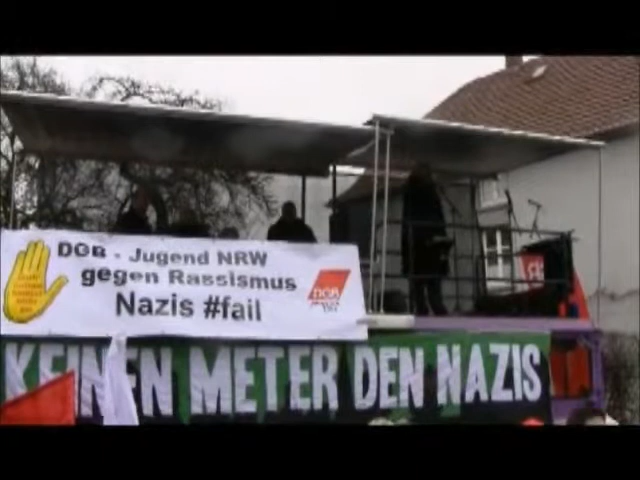 DGB - Jugend NRW
gegen Rassismus
Nazis #fail
DGB
KEINEN METER DEN NAZIS